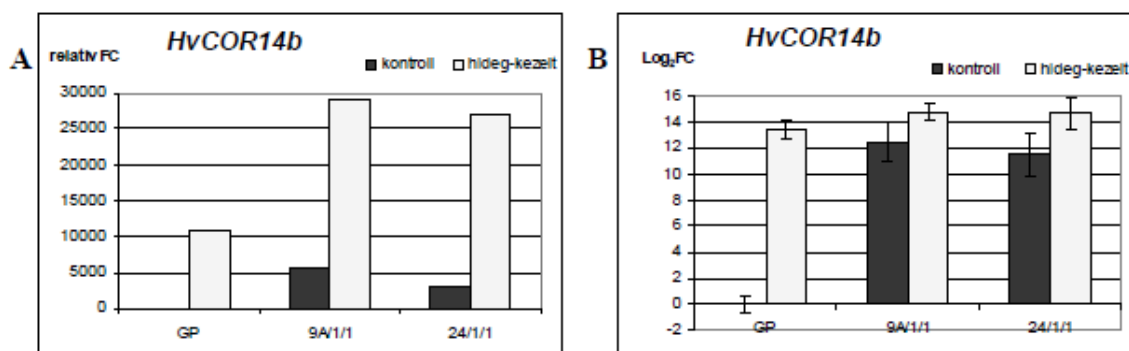 A
relatív FC
HvCOR14b
kontroll
hideg-kezelt
30000
25000
20000
15000
10000
5000
0
GP
9A/1/1
24/1/1
B
Log₂FC
HvCOR14b
kontroll
hideg-kezelt
16
14
12
10
8
6
4
2
0
-2
GP
9A/1/1
24/1/1